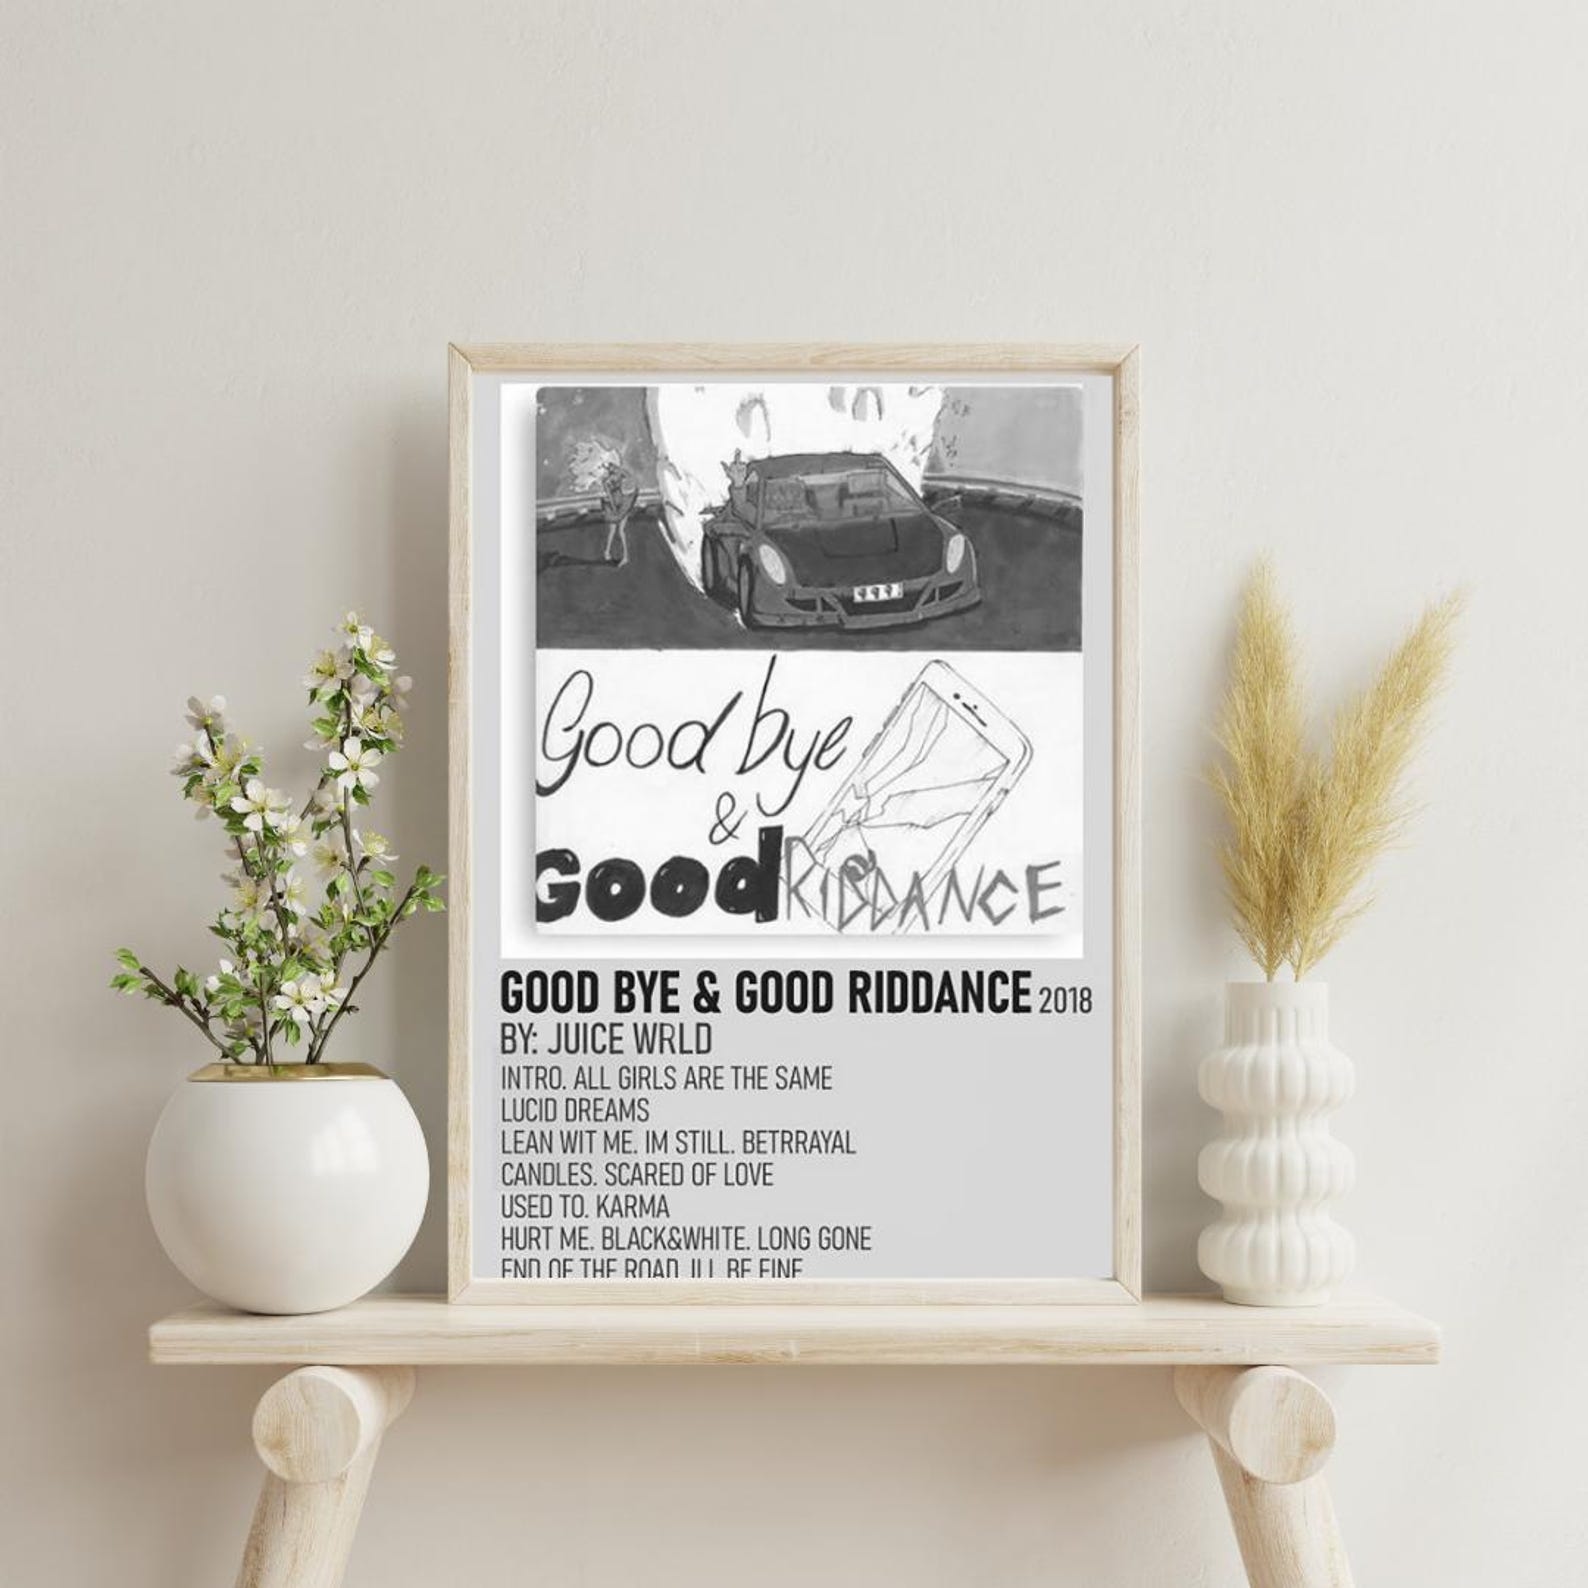 999
Good bye
&
Good RIDDANCE
GOOD BYE & GOOD RIDDANCE 2018
BY: JUICE WRLD
INTRO. ALL GIRLS ARE THE SAME
LUCID DREAMS
LEAN WIT ME. IM STILL. BETRRAYAL
CANDLES. SCARED OF LOVE
USED TO. KARMA
HURT ME. BLACK&WHITE. LONG GONE
END OF THE ROAD. ILL BE FINE